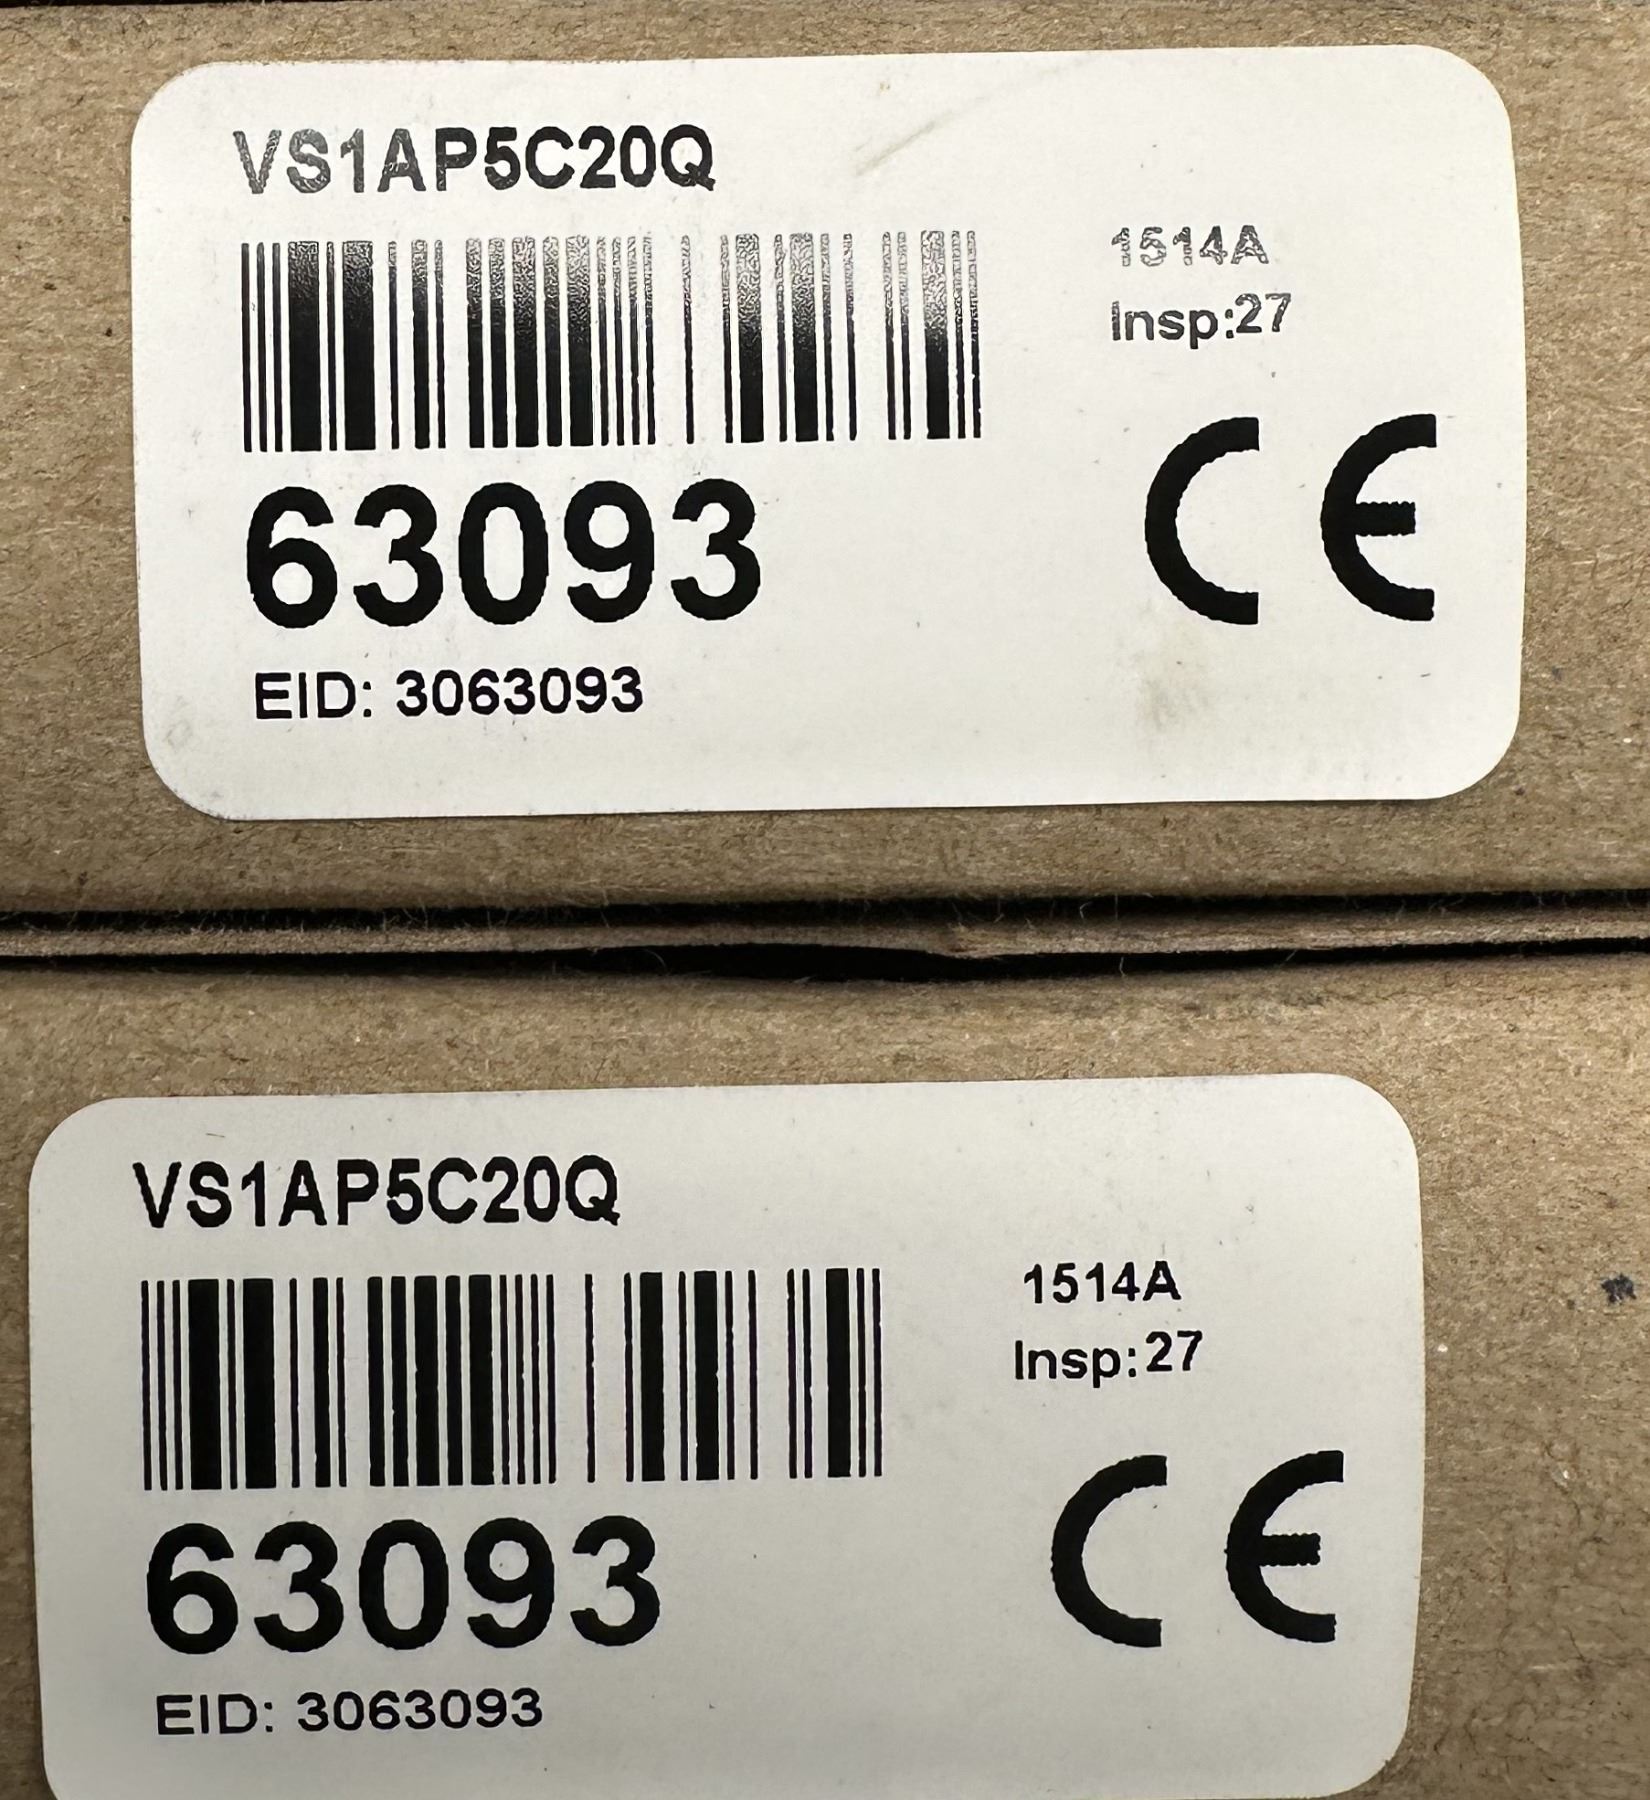 VS1AP5C20Q
1514A
Insp:27
CE
63093
EID: 3063093
VS1AP5C20Q
1514A
Insp:27
CE
63093
EID: 3063093